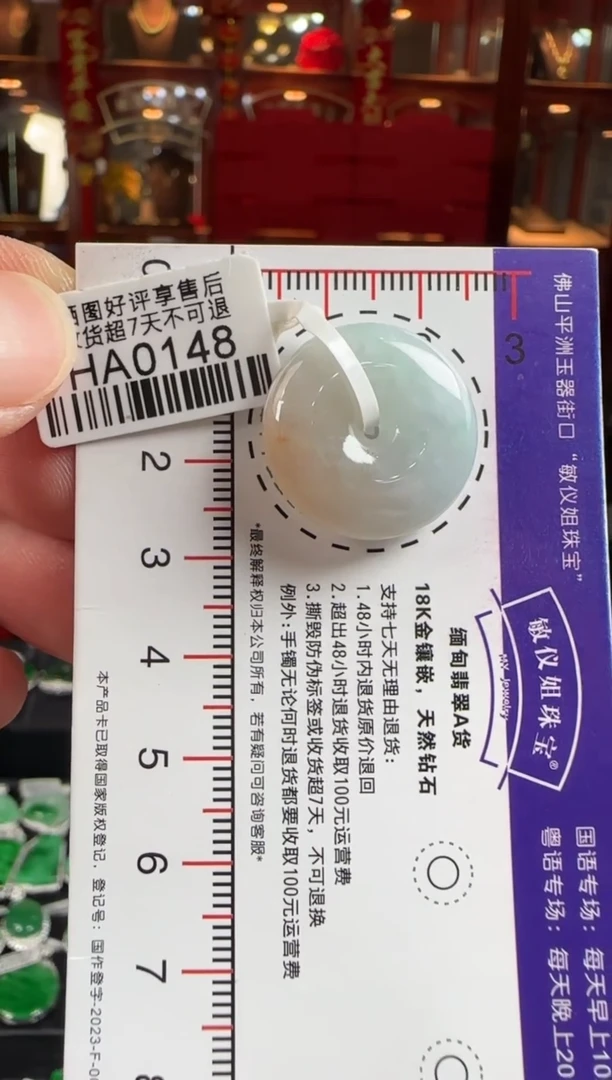 晒图好评享售后
收货超7天不可退
HA0148
3
2
3
4
5
6
7
8
佛山平洲玉器街口“敏仪姐珠宝”
敏仪姐珠宝®
MY jewelry
国语专场：每天早上10
粤语专场：每天晚上20
缅甸翡翠A货
18K金镶嵌，天然钻石
支持七天无理由退货：
1.48小时内退货原价退回
2.超出48小时退货收取100元运营费
3.撕毁防伪标签或收货超7天，不可退换
例外:手镯无论何时退货都要收取100元运营费
*最终解释权归本公司所有，若有疑问可咨询客服*
本产品卡已取得国家版权登记，登记号：国作登字-2023-F-00